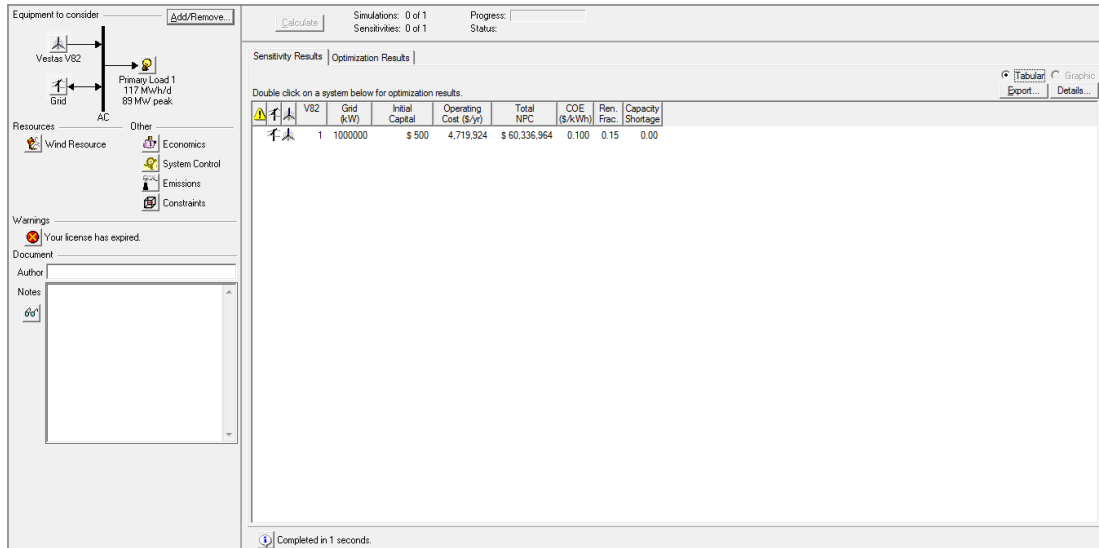 Equipment to consider
Add/Remove...
Vestas V82
Primary Load 1
117 MWh/d
89 MW peak
Grid
AC
Resources
Other
Wind Resource
Economics
System Control
Emissions
Constraints
Warnings
Your license has expired.
Document
Author
Notes
Calculate
Simulations: 0 of 1
Progress:
Sensitivities: 0 of 1
Status:
Sensitivity Results
Optimization Results
Tabular
Graphic
Double click on a system below for optimization results.
Export...
Details...
V82 Grid (kW) Initial Capital Operating Cost ($/yr) Total NPC COE ($/kWh) Ren. Frac. Capacity Shortage
1 1000000 $ 500 4,719,924 $ 60,336,964 0.100 0.15 0.00
Completed in 1 seconds.